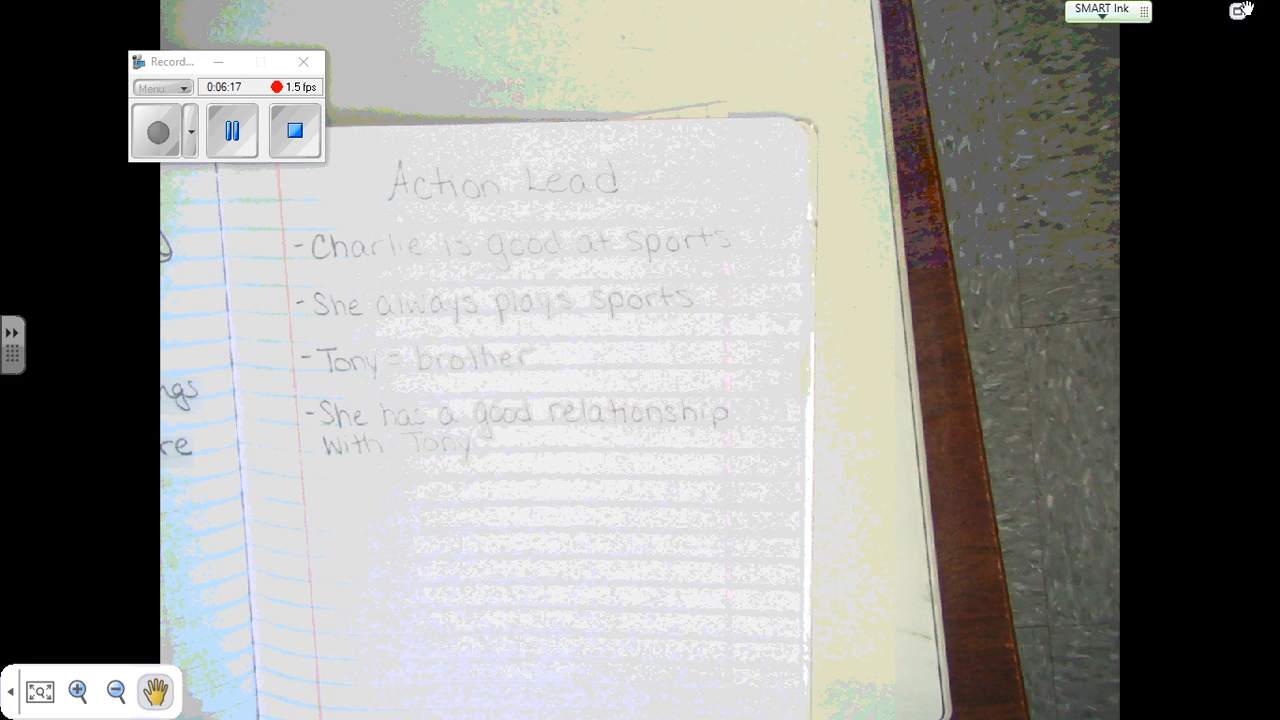 SMART Ink
Record...
Menu
0:06:17
1.5 fps
Action Lead
- Charlie is good at sports
- She always plays sports
- Tony = brother
- She has a good relationship
with Tony
ngs
re